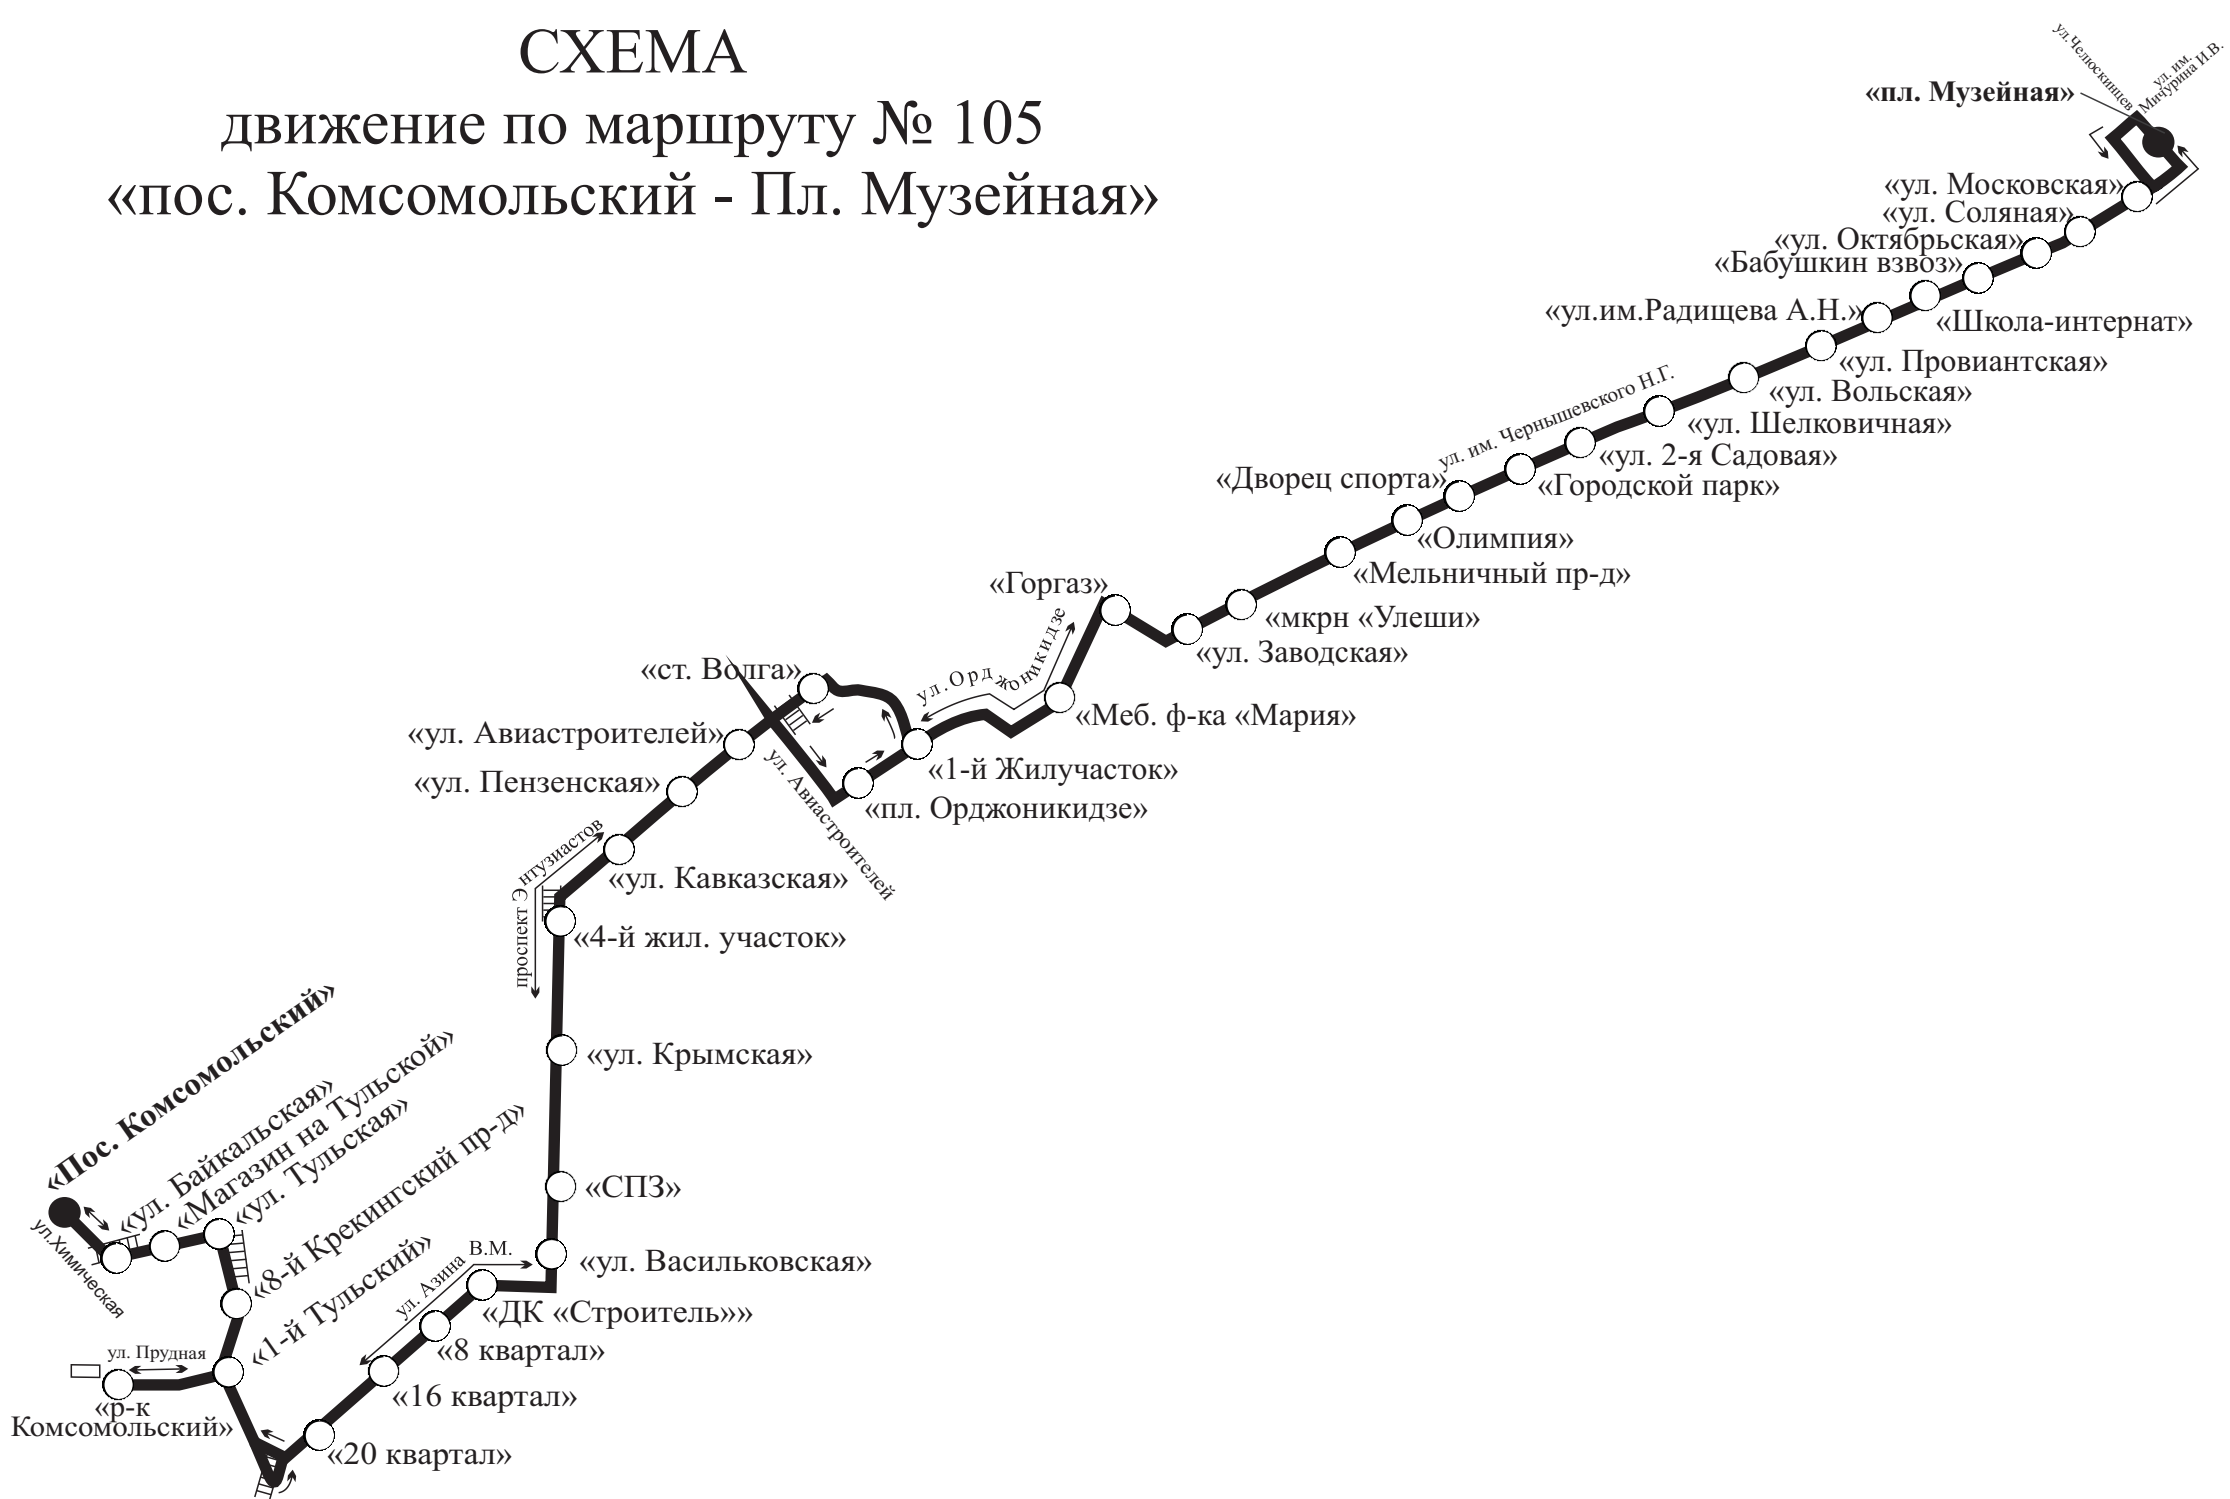 СХЕМА
движение по маршруту № 105
«пос. Комсомольский - Пл. Музейная»
ул.Челюскинцев
ул. им.
Мичурина И.В.
«пл. Музейная»
«ул. Московская»
«ул. Соляная»
«ул. Октябрьская»
«Бабушкин взвоз»
«ул.им.Радищева А.Н.»
«Школа-интернат»
«ул. Провиантская»
«ул. Вольская»
ул. им. Чернышевского Н.Г.
«ул. Шелковичная»
«ул. 2-я Садовая»
«Дворец спорта»
«Городской парк»
«Олимпия»
«Мельничный пр-д»
«Горгаз»
«мкрн «Улеши»
«ул. Заводская»
ул.Орджоникидзе
«ст. Волга»
«Меб. ф-ка «Мария»
«ул. Авиастроителей»
«1-й Жилучасток»
«ул. Пензенская»
ул. Авиастроителей
«пл. Орджоникидзе»
проспект Энтузиастов
«ул. Кавказская»
«4-й жил. участок»
«ул. Крымская»
«СПЗ»
«Пос. Комсомольский»
«ул. Байкальская»
«Магазин на Тульской»
«ул. Тульская»
«8-й Крекингский пр-д»
«1-й Тульский»
ул.Химическая
ул. Азина В.М.
«ул. Васильковская»
«ДК «Строитель»»
«8 квартал»
ул. Прудная
«16 квартал»
«р-к
Комсомольский»
«20 квартал»